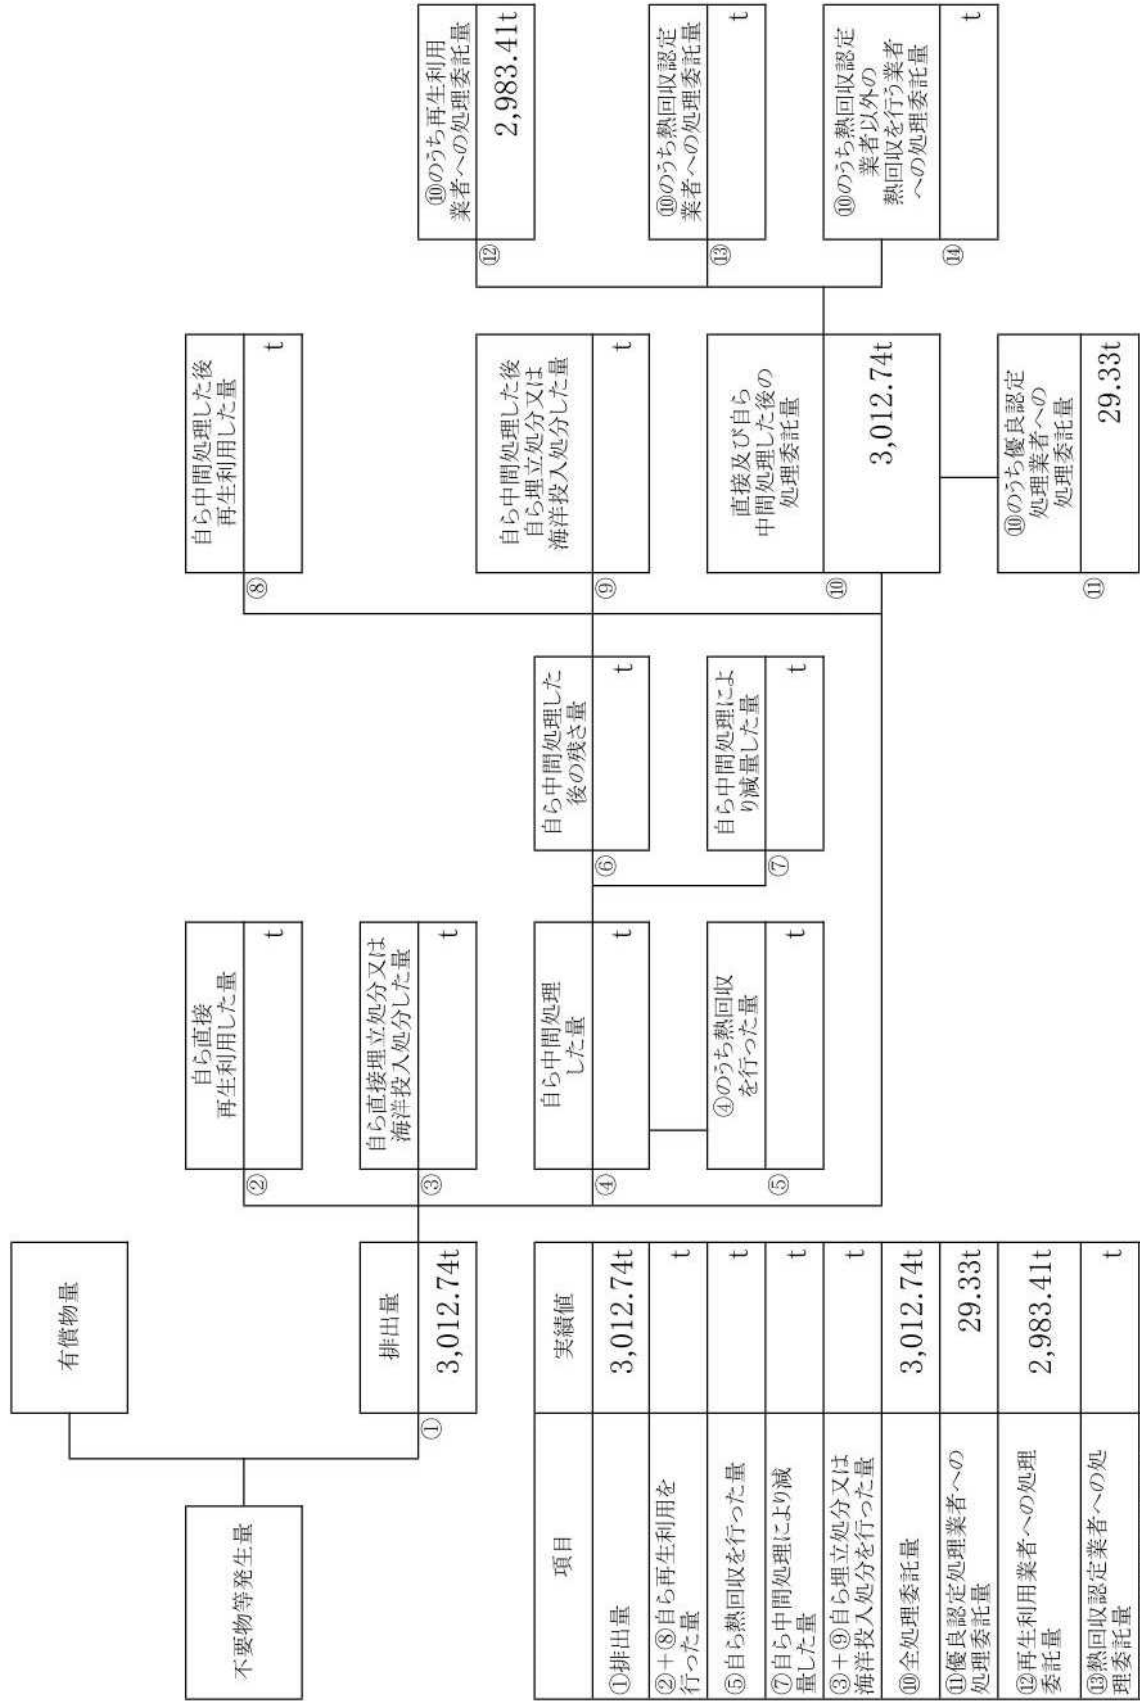 有償物量
不要物等発生量
排出量
①
3,012.74t
自ら直接
再生利用した量
②
t
自ら直接埋立処分又は
海洋投入処分した量
③
t
自ら中間処理
した量
④
t
④のうち熱回収
を行った量
⑤
t
自ら中間処理した
後の残さ量
⑥
t
自ら中間処理によ
り減量した量
⑦
t
自ら中間処理した後
再生利用した量
⑧
t
自ら中間処理した後
自ら埋立処分又は
海洋投入処分した量
⑨
t
直接及び自ら
中間処理した後の
処理委託量
⑩
3,012.74t
⑩のうち優良認定
処理業者への
処理委託量
⑪
29.33t
⑩のうち再生利用
業者への処理委託量
⑫
2,983.41t
⑩のうち熱回収認定
業者への処理委託量
⑬
t
⑩のうち熱回収認定
業者以外の
熱回収を行う業者
への処理委託量
⑭
t
項目 実績値
①排出量 3,012.74t
②+⑧自ら再生利用を
行った量 t
⑤自ら熱回収を行った量 t
⑦自ら中間処理により減
量した量 t
③+⑨自ら埋立処分又は
海洋投入処分を行った量 t
⑩全処理委託量 3,012.74t
⑪優良認定処理業者への
処理委託量 29.33t
⑫再生利用業者への処理
委託量 2,983.41t
⑬熱回収認定業者への処
理委託量 t